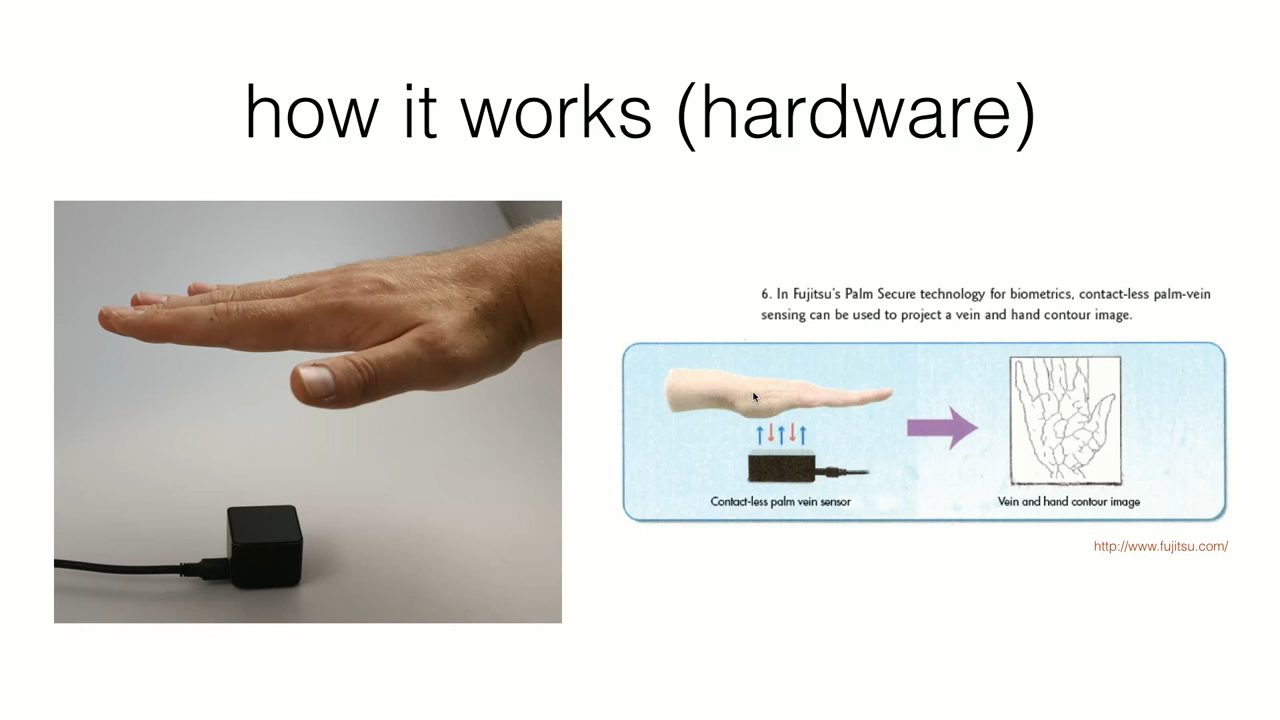 how it works (hardware)
6. In Fujitsu's Palm Secure technology for biometrics, contact-less palm-vein
sensing can be used to project a vein and hand contour image.
Contact-less palm vein sensor
Vein and hand contour image
http://www.fujitsu.com/